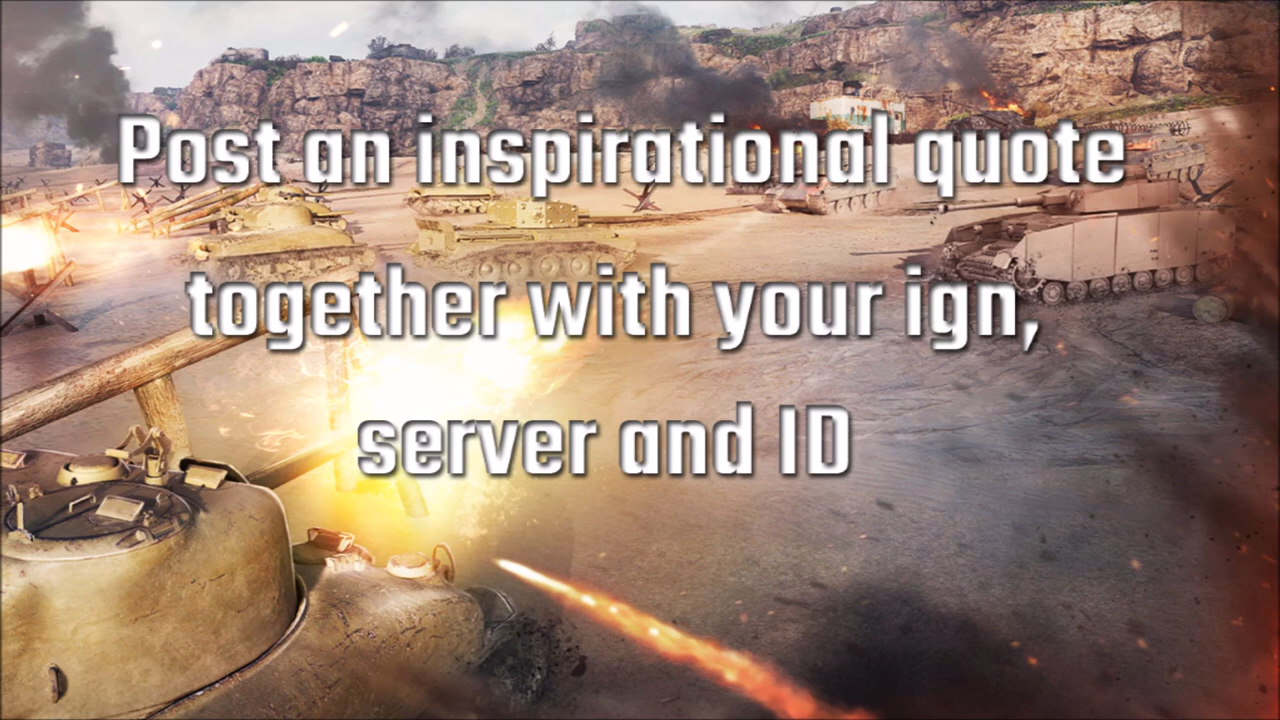 Post an inspirational quote
together with your ign,
server and ID